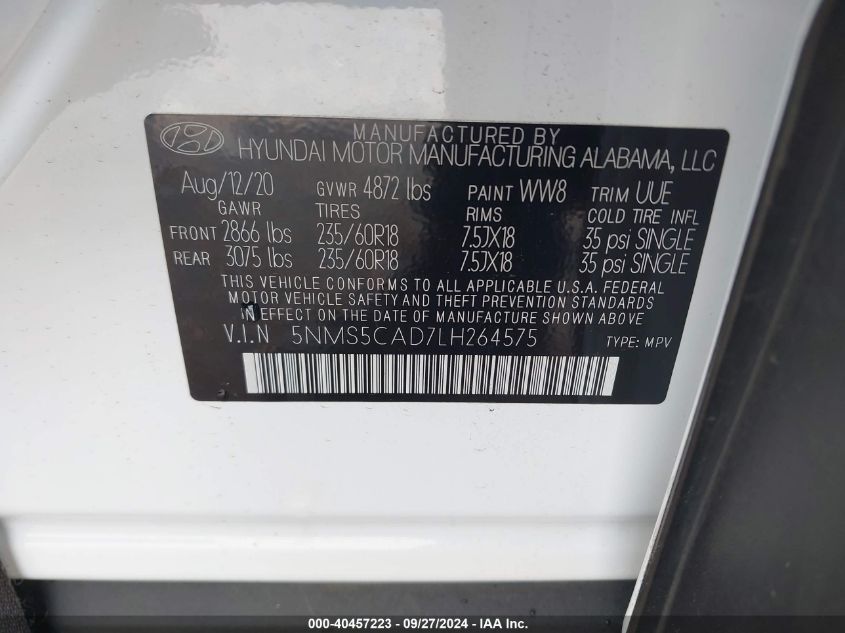 MANUFACTURED BY
HYUNDAI MOTOR MANUFACTURING ALABAMA, LLC
Aug/12/20 GVWR 4872 lbs PAINT WW8 TRIM UUE
GAWR TIRES RIMS COLD TIRE INFL
FRONT 2866 lbs 235/60R18 7.5JX18 35 psi SINGLE
REAR 3075 lbs 235/60R18 7.5JX18 35 psi SINGLE
THIS VEHICLE CONFORMS TO ALL APPLICABLE U.S.A. FEDERAL
MOTOR VEHICLE SAFETY AND THEFT PREVENTION STANDARDS
IN EFFECT ON THE DATE OF MANUFACTURE SHOWN ABOVE.
V.I.N 5NMS5CAD7LH264575 TYPE: MPV
000-40457223 - 09/27/2024 - IAA Inc.